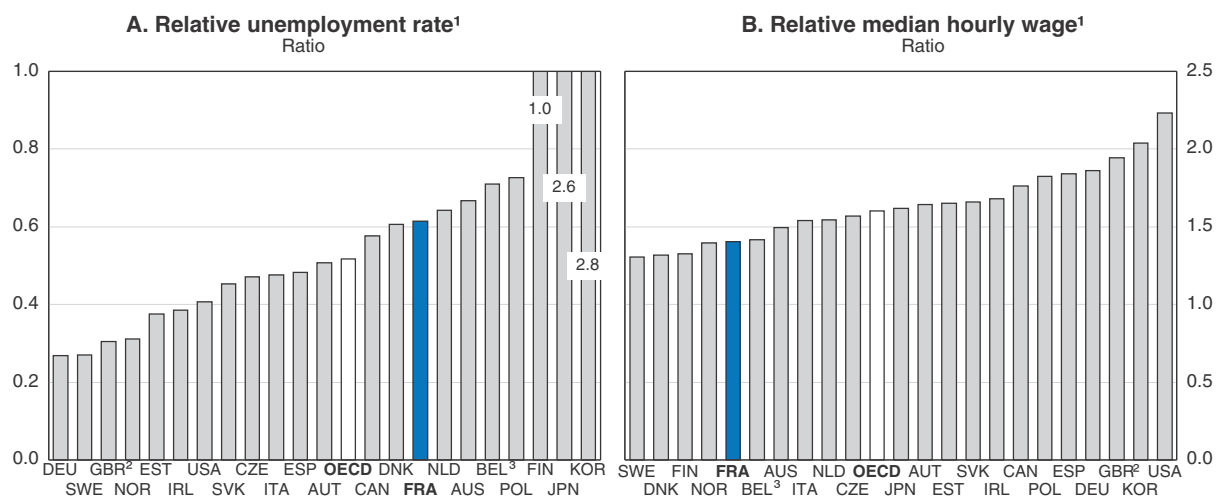 A. Relative unemployment rate¹
Ratio
1.0
0.8
0.6
0.4
0.2
0.0
1.0
2.6
2.8
DEU GBR² EST USA CZE ESP OECD DNK NLD BEL³ FIN KOR
SWE NOR IRL SVK ITA AUT CAN FRA AUS POL JPN
B. Relative median hourly wage¹
Ratio
2.5
2.0
1.5
1.0
0.5
0.0
SWE FIN FRA AUS NLD OECD AUT SVK CAN ESP GBR² USA
DNK NOR BEL³ ITA CZE JPN EST IRL POL DEU KOR